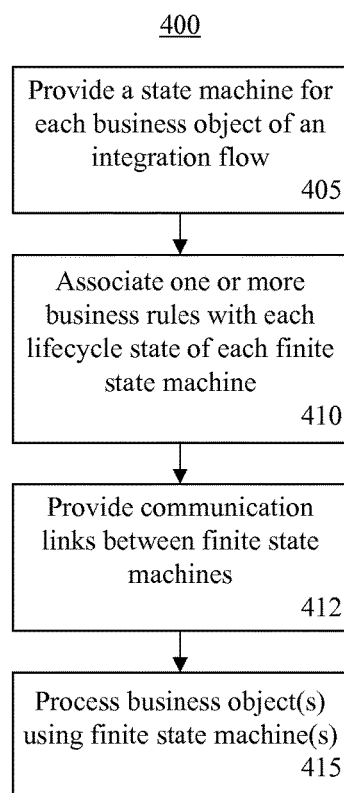 400
Provide a state machine for
each business object of an
integration flow
405
Associate one or more
business rules with each
lifecycle state of each finite
state machine
410
Provide communication
links between finite state
machines
412
Process business object(s)
using finite state machine(s)
415